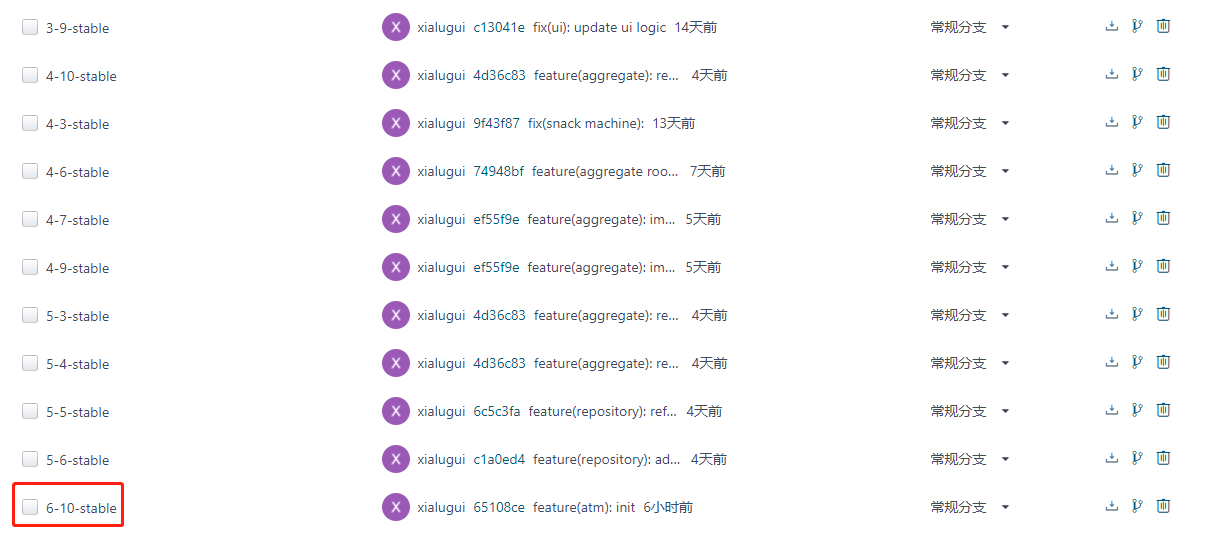 3-9-stable X xialugui c13041e fix(ui): update ui logic 14天前 常规分支
4-10-stable X xialugui 4d36c83 feature(aggregate): re... 4天前 常规分支
4-3-stable X xialugui 9f43f87 fix(snack machine): 13天前 常规分支
4-6-stable X xialugui 74948bf feature(aggregate roo... 7天前 常规分支
4-7-stable X xialugui ef55f9e feature(aggregate): im... 5天前 常规分支
4-9-stable X xialugui ef55f9e feature(aggregate): im... 5天前 常规分支
5-3-stable X xialugui 4d36c83 feature(aggregate): re... 4天前 常规分支
5-4-stable X xialugui 4d36c83 feature(aggregate): re... 4天前 常规分支
5-5-stable X xialugui 6c5c3fa feature(repository): ref... 4天前 常规分支
5-6-stable X xialugui c1a0ed4 feature(repository): ad... 4天前 常规分支
6-10-stable X xialugui 65108ce feature(atm): init 6小时前 常规分支